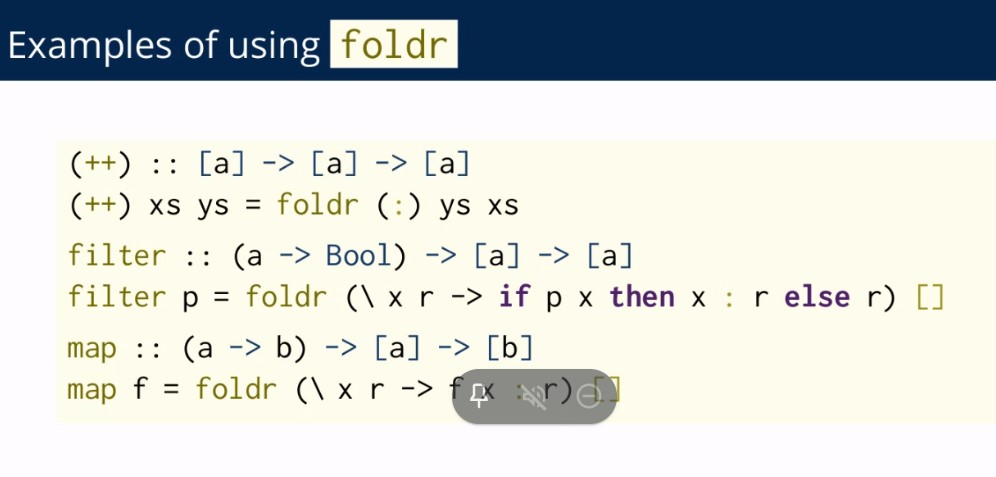 Examples of using foldr
(++) :: [a] -> [a] -> [a]
(++) xs ys = foldr (:) ys xs
filter :: (a -> Bool) -> [a] -> [a]
filter p = foldr (\ x r -> if p x then x : r else r) []
map :: (a -> b) -> [a] -> [b]
map f = foldr (\ x r -> f x : r) []